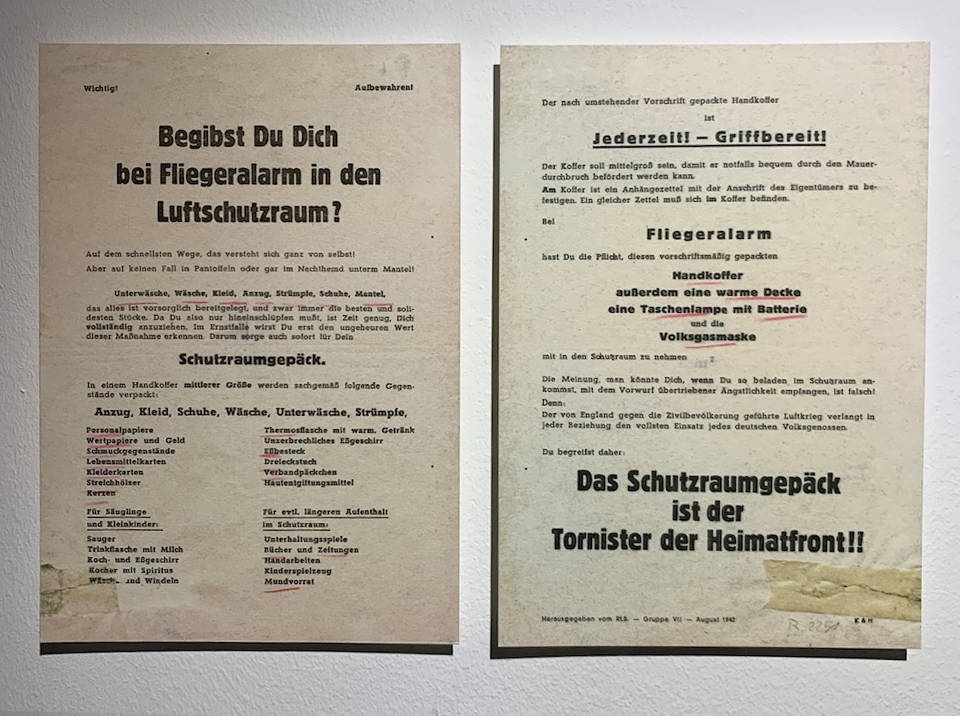 Wichtig!
Aufbewahren!
Begibst Du Dich
bei Fliegeralarm in den
Luftschutzraum?
Auf dem schnellsten Wege, das versteht sich ganz von selbst!
Aber auf keinen Fall in Pantoffeln oder gar im Nachthemd unterm Mantel!
Unterwäsche, Wäsche, Kleid, Anzug, Strümpfe, Schuhe, Mantel,
das alles ist vorsorglich bereitgelegt, und zwar immer die besten und soli-
desten Stücke. Da Du also nur hineinschlüpfen mußt, ist Zeit genug, Dich
vollständig anzuziehen. Im Ernstfalle wirst Du erst den ungeheuren Wert
dieser Maßnahme erkennen. Darum sorge auch sofort für Dein
Schutzraumgepäck.
In einem Handkoffer mittlerer Größe werden sachgemäß folgende Gegen-
stände verpackt:
Anzug, Kleid, Schuhe, Wäsche, Unterwäsche, Strümpfe,
Personalpapiere
Wertpapiere und Geld
Schmuckgegenstände
Lebensmittelkarten
Kleiderkarten
Streichhölzer
Kerzen
Thermosflasche mit warm. Getränk
Unzerbrechliches Eßgeschirr
Eßbesteck
Dreieckstuch
Verbandpäckchen
Hautentgiftungsmittel
Für Säuglinge
und Kleinkinder:
Sauger
Trinkflasche mit Milch
Koch- und Eßgeschirr
Kocher mit Spiritus
Wäsche und Windeln
Für evtl. längeren Aufenthalt
im Schutzraum:
Unterhaltungsspiele
Bücher und Zeitungen
Handarbeiten
Kinderspielzeug
Mundvorrat
Der nach umstehender Vorschrift gepackte Handkoffer
ist
Jederzeit! — Griffbereit!
Der Koffer soll mittelgroß sein, damit er notfalls bequem durch den Mauer-
durchbruch befördert werden kann.
Am Koffer ist ein Anhängezettel mit der Anschrift des Eigentümers zu be-
festigen. Ein gleicher Zettel muß sich im Koffer befinden.
Bei
Fliegeralarm
hast Du die Pflicht, diesen vorschriftsmäßig gepackten
Handkoffer
außerdem eine warme Decke
eine Taschenlampe mit Batterie
und die
Volksgasmaske
mit in den Schutzraum zu nehmen
Die Meinung, man könnte Dich, wenn Du so beladen im Schutzraum an-
kommst, mit dem Vorwurf übertriebener Ängstlichkeit empfangen, ist falsch!
Denn:
Der von England gegen die Zivilbevölkerung geführte Luftkrieg verlangt in
jeder Beziehung den vollsten Einsatz jedes deutschen Volksgenossen.
Du begreifst daher:
Das Schutzraumgepäck
ist der
Tornister der Heimatfront!!
Herausgegeben vom RLB. — Gruppe VII — August 1942
R 2251
K & H